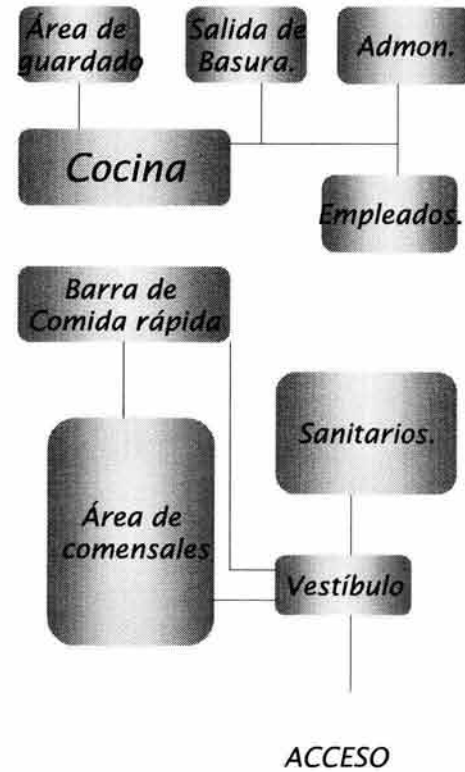 Área de
guardado
Salida de
Basura.
Admon.
Cocina
Empleados.
Barra de
Comida rápida
Sanitarios.
Área de
comensales
Vestíbulo
ACCESO